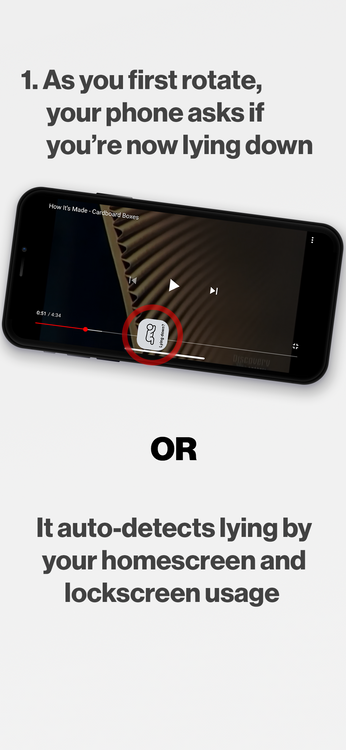 1. As you first rotate,
your phone asks if
you're now lying down
How It's Made - Cardboard Boxes
0:51 / 4:34
Lying down?
OR
It auto-detects lying by
your homescreen and
lockscreen usage